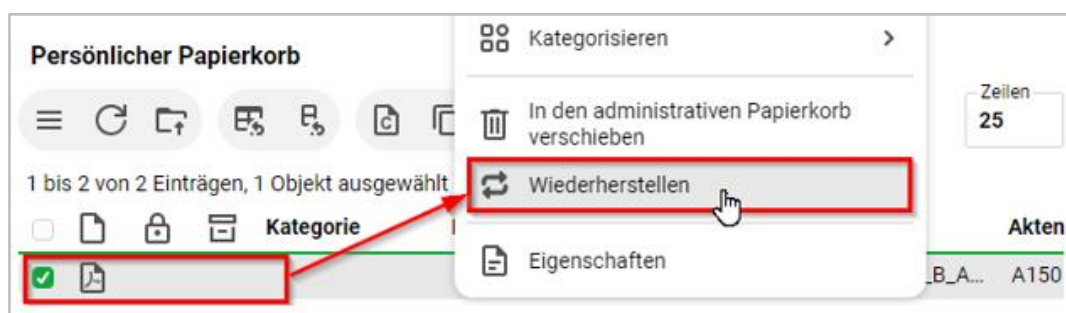 Persönlicher Papierkorb
Kategorisieren
In den administrativen Papierkorb
verschieben
Zeilen
25
1 bis 2 von 2 Einträgen, 1 Objekt ausgewählt
Wiederherstellen
Kategorie
Akten
Eigenschaften
_B_A... A150